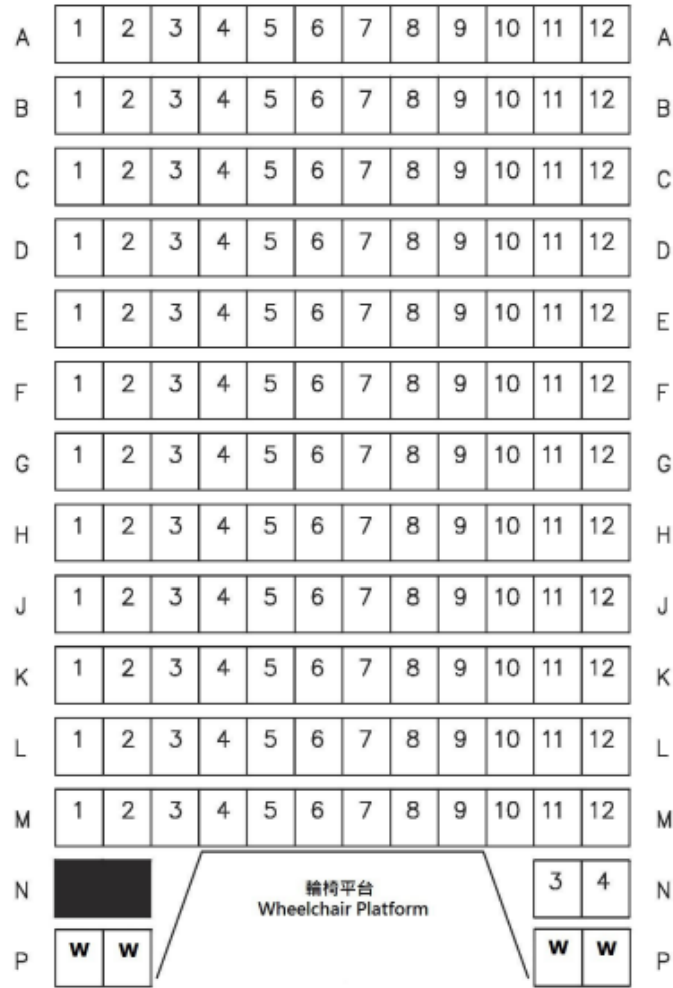 A 1 2 3 4 5 6 7 8 9 10 11 12 A
B 1 2 3 4 5 6 7 8 9 10 11 12 B
C 1 2 3 4 5 6 7 8 9 10 11 12 C
D 1 2 3 4 5 6 7 8 9 10 11 12 D
E 1 2 3 4 5 6 7 8 9 10 11 12 E
F 1 2 3 4 5 6 7 8 9 10 11 12 F
G 1 2 3 4 5 6 7 8 9 10 11 12 G
H 1 2 3 4 5 6 7 8 9 10 11 12 H
J 1 2 3 4 5 6 7 8 9 10 11 12 J
K 1 2 3 4 5 6 7 8 9 10 11 12 K
L 1 2 3 4 5 6 7 8 9 10 11 12 L
M 1 2 3 4 5 6 7 8 9 10 11 12 M
N 3 4 N
輪椅平台
Wheelchair Platform
P W W W W P